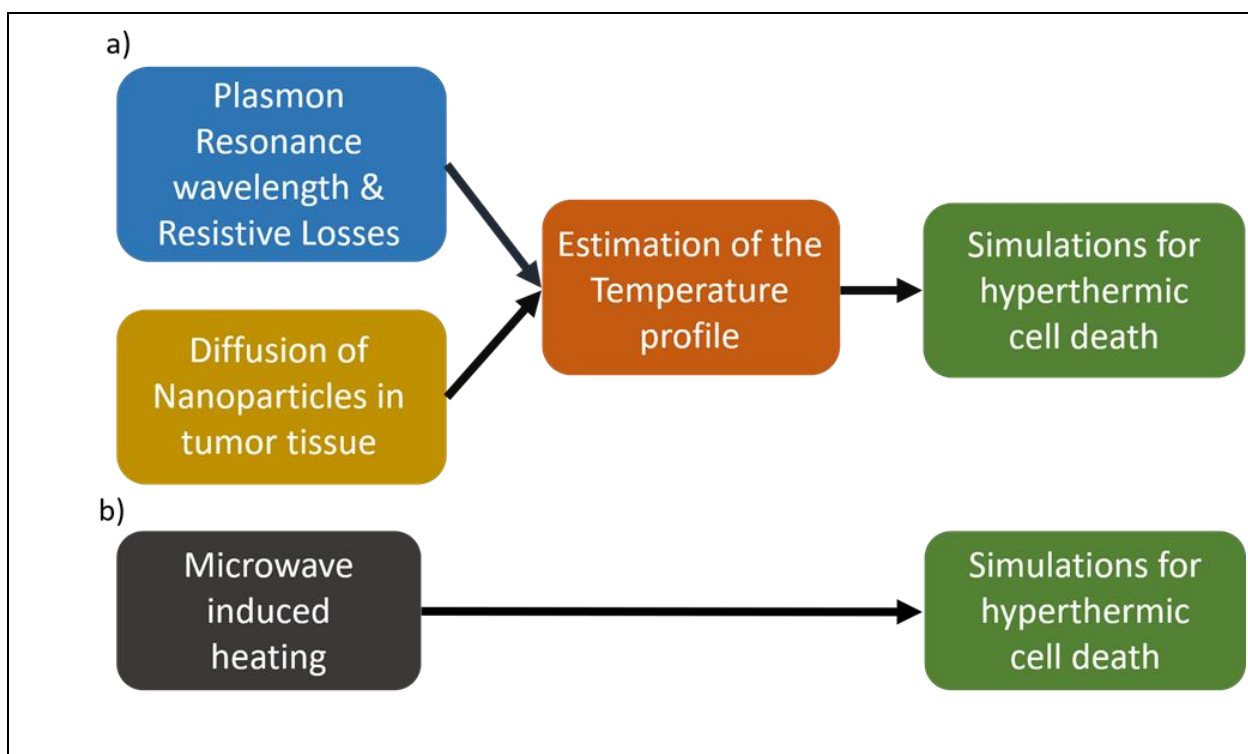 a)
Plasmon
Resonance
wavelength &
Resistive Losses
Diffusion of
Nanoparticles in
tumor tissue
Estimation of the
Temperature
profile
Simulations for
hyperthermic
cell death
b)
Microwave
induced
heating
Simulations for
hyperthermic
cell death